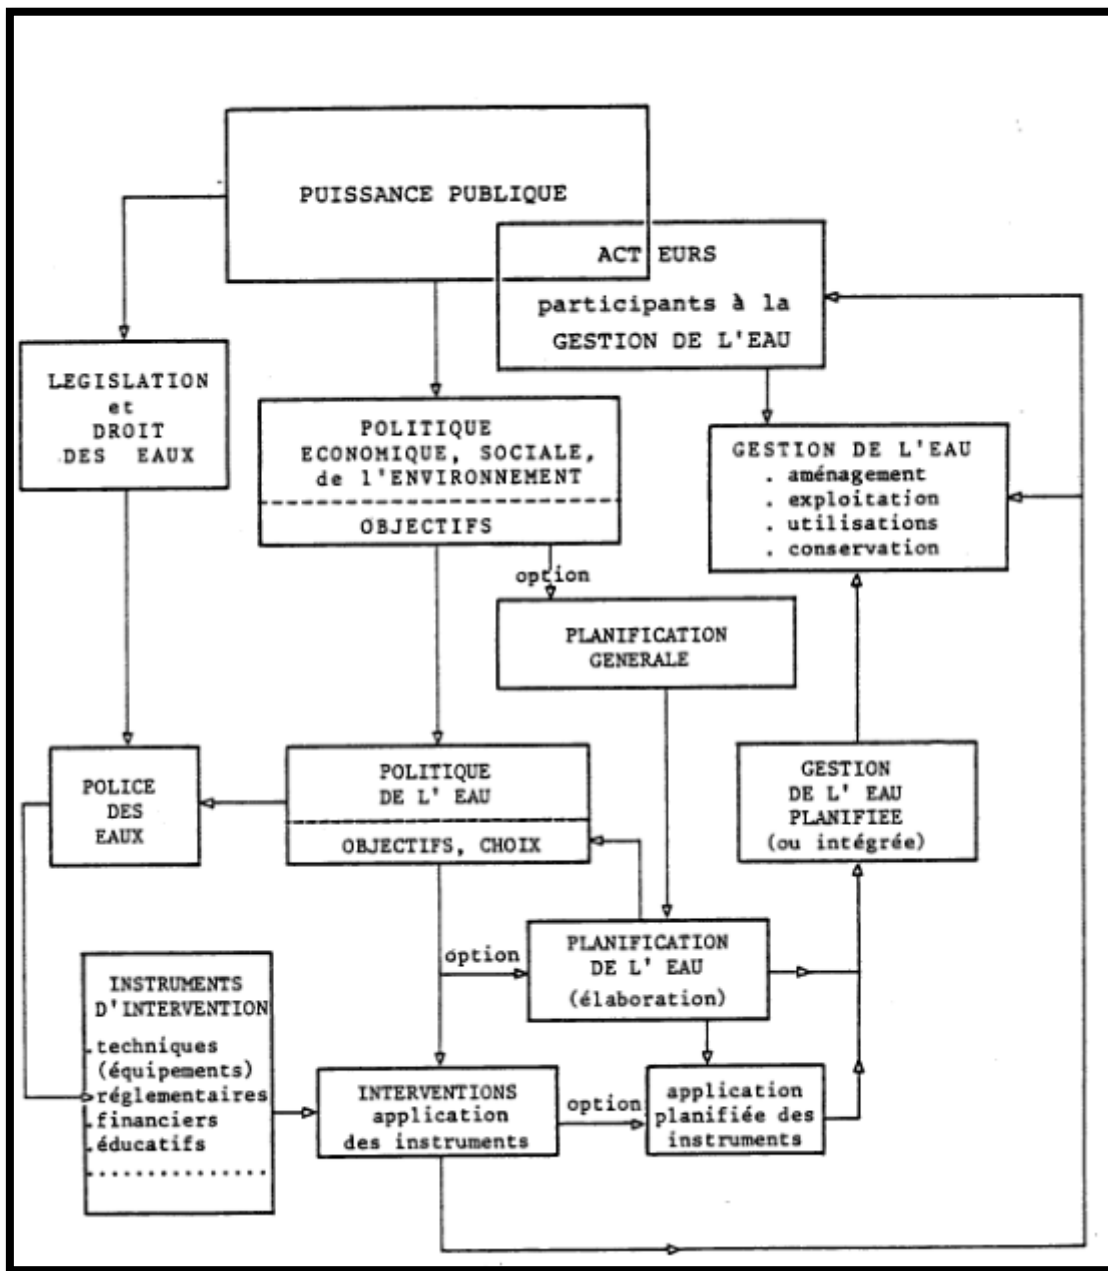 PUISSANCE PUBLIQUE
ACTEURS
participants à la
GESTION DE L'EAU
LEGISLATION
et
DROIT
DES EAUX
POLITIQUE
ECONOMIQUE, SOCIALE,
de l'ENVIRONNEMENT
OBJECTIFS
GESTION DE L'EAU
. aménagement
. exploitation
. utilisations
. conservation
option
PLANIFICATION
GENERALE
POLICE
DES
EAUX
POLITIQUE
DE L' EAU
OBJECTIFS, CHOIX
GESTION
DE L' EAU
PLANIFIEE
(ou intégrée)
option
PLANIFICATION
DE L' EAU
(élaboration)
INSTRUMENTS
D'INTERVENTION
.techniques
(équipements)
réglementaires
.financiers
.éducatifs
................
INTERVENTIONS
application
des instruments
option
application
planifiée des
instruments